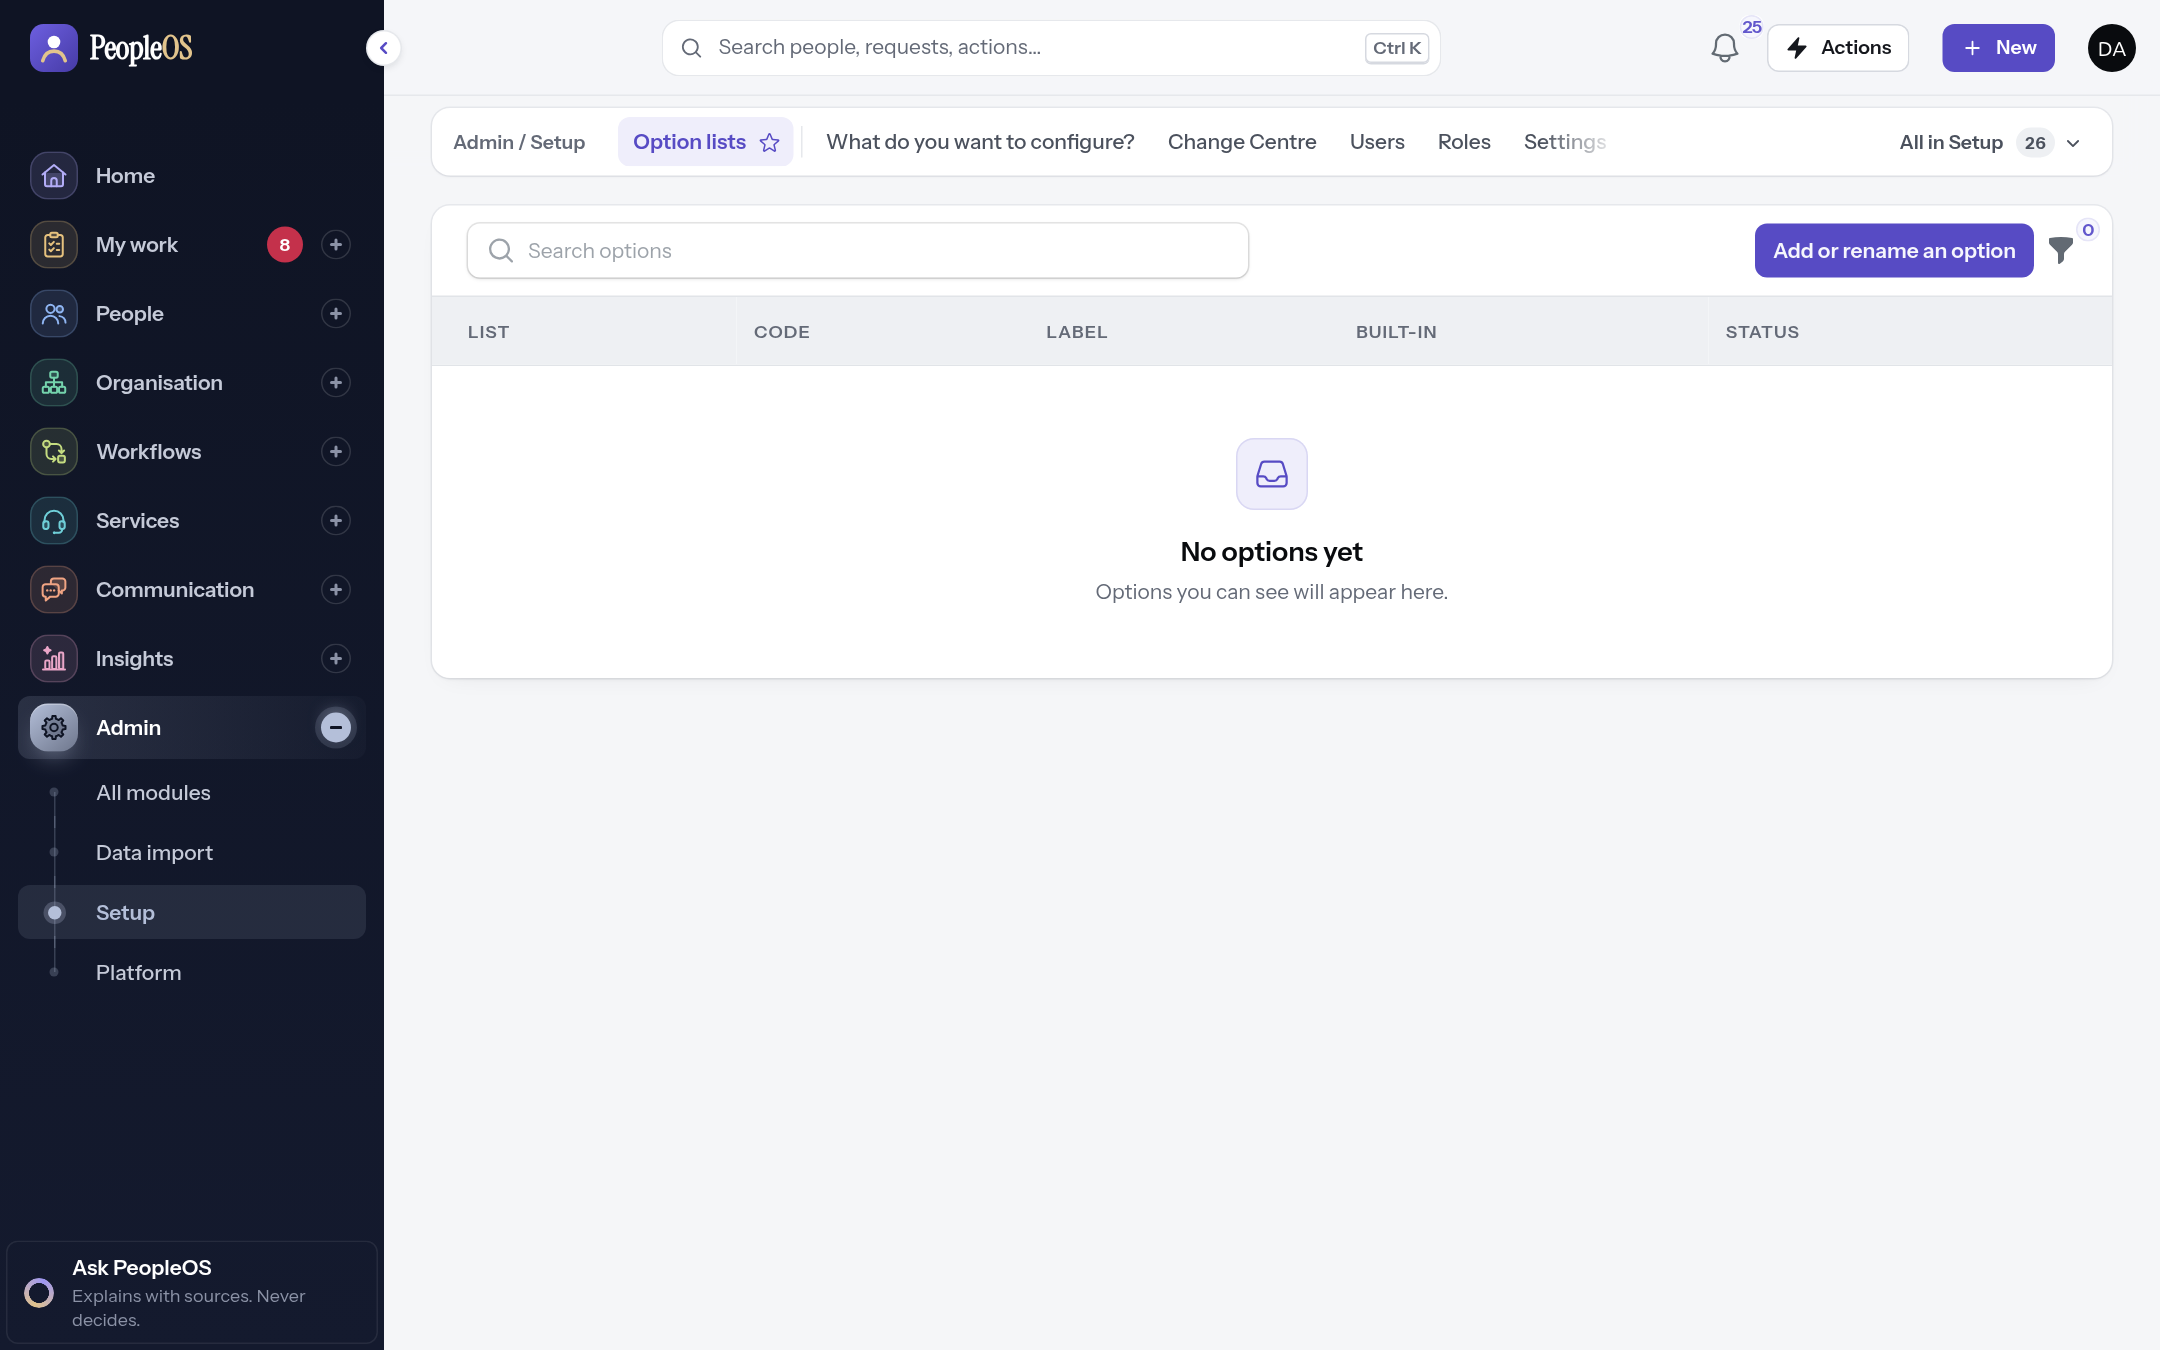 PeopleOS
Search people, requests, actions...
Ctrl K
25
Actions
New
DA
Home
My work
8
People
Organisation
Workflows
Services
Communication
Insights
Admin
All modules
Data import
Setup
Platform
Ask PeopleOS
Explains with sources. Never
decides.
Admin / Setup
Option lists
What do you want to configure?
Change Centre
Users
Roles
Settings
All in Setup
26
Search options
Add or rename an option
0
LIST
CODE
LABEL
BUILT-IN
STATUS
No options yet
Options you can see will appear here.